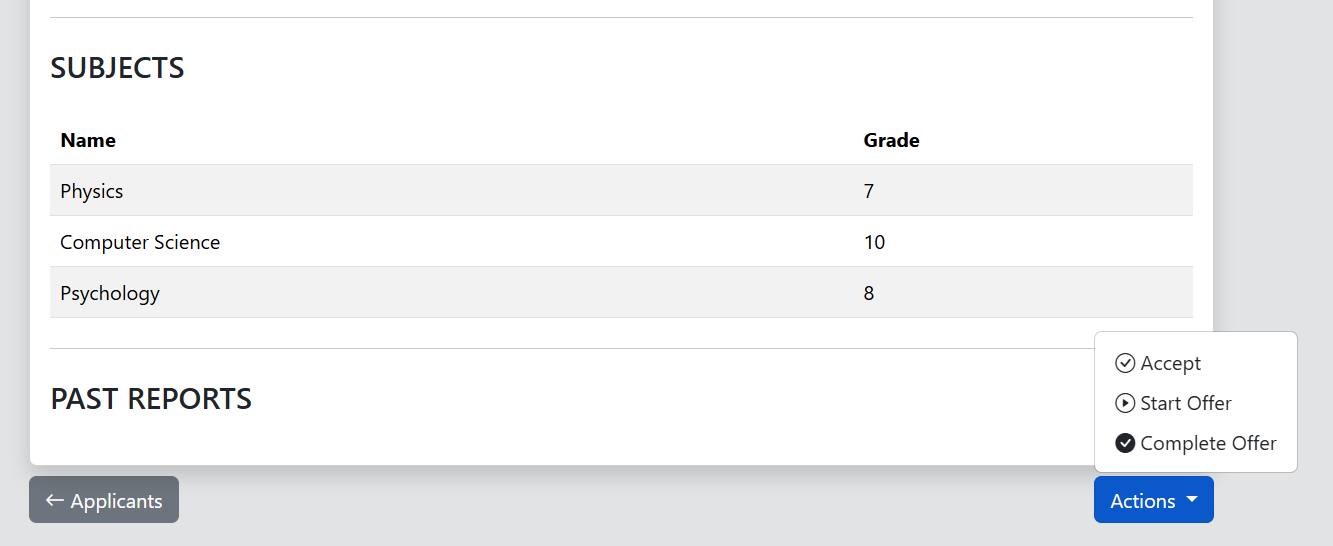 SUBJECTS
Name Grade
Physics 7
Computer Science 10
Psychology 8
PAST REPORTS
Accept
Start Offer
Complete Offer
← Applicants
Actions